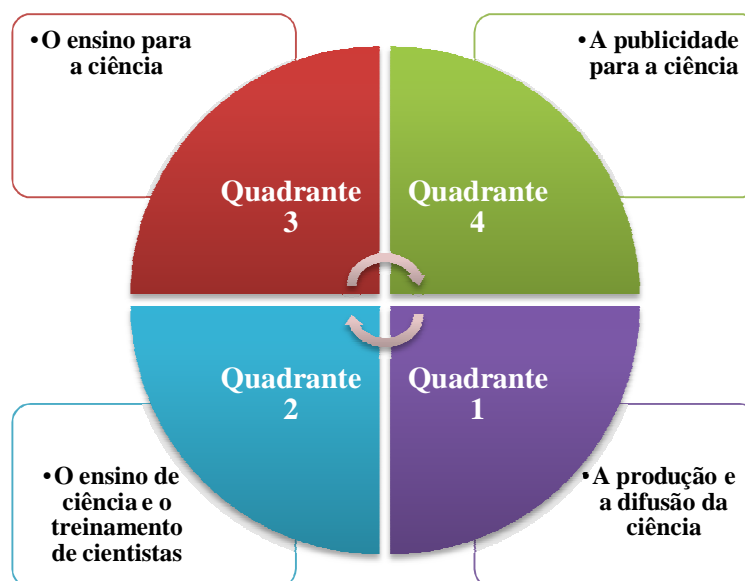 •O ensino para
a ciência
•A publicidade
para a ciência
Quadrante
3
Quadrante
4
Quadrante
2
Quadrante
1
•O ensino de
ciência e o
treinamento
de cientistas
•A produção e
a difusão da
ciência